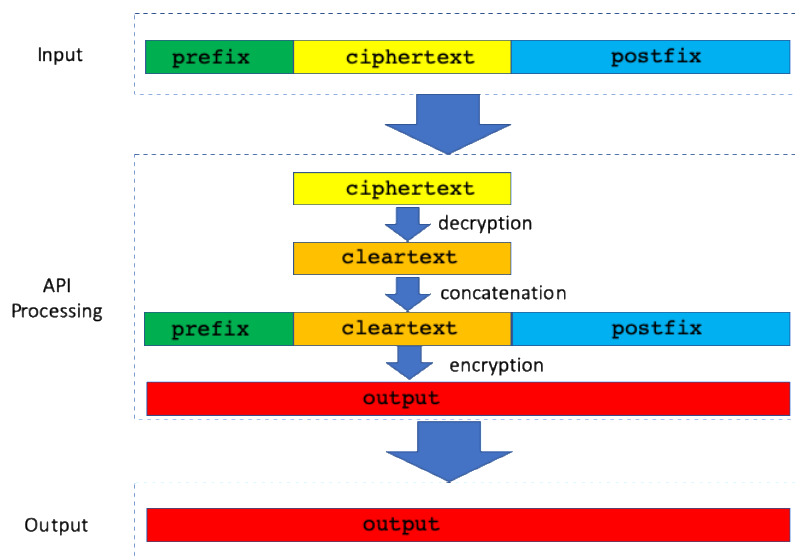 Input
prefix
ciphertext
postfix
ciphertext
decryption
cleartext
concatenation
API
Processing
prefix
cleartext
postfix
encryption
output
Output
output